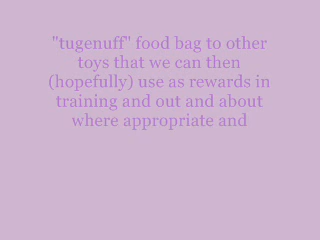 "tugenuff" food bag to other
toys that we can then
(hopefully) use as rewards in
training and out and about
where appropriate and